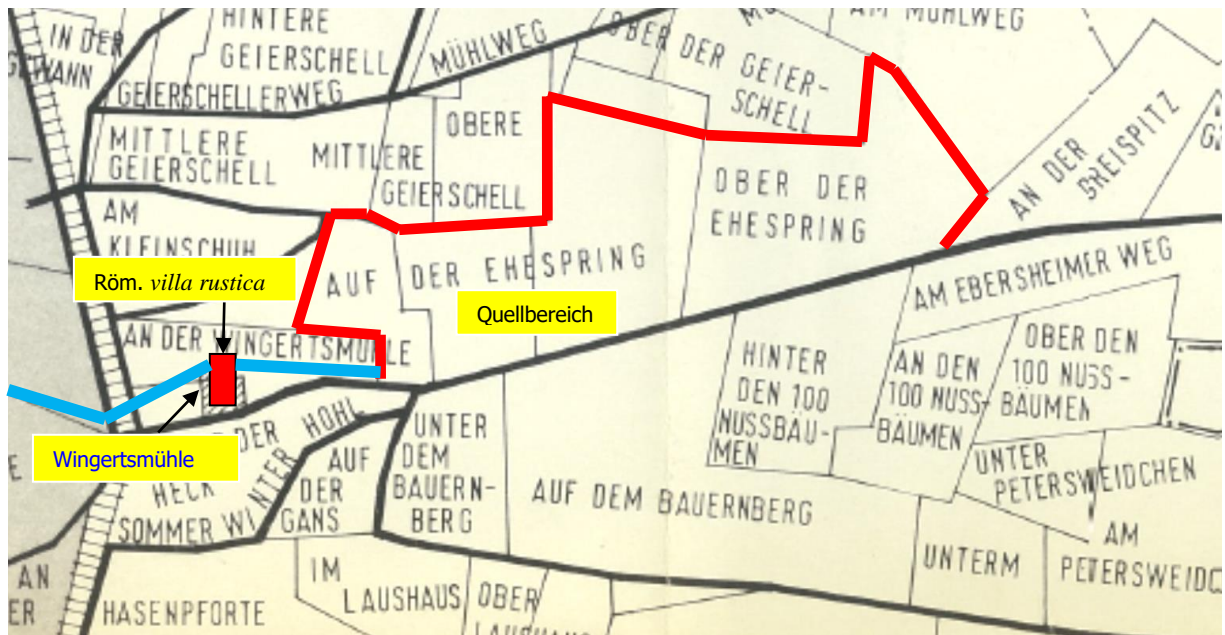 IN DER
HINTERE
GEIERSCHELL
GEIERSCHELLERWEG
MÜHLWEG
OBER DER GEIER-
SCHELL
AM MÜHLWEG
MITTLERE
GEIERSCHELL
MITTLERE
GEIERSCHELL
OBERE
OBER DER
EHESPRING
AN DER
GREISPITZ
AM
KLEINSCHUH
Röm. villa rustica
AUF
DER EHESPRING
Quellbereich
AM EBERSHEIMER WEG
AN DER WINGERTSMÜHLE
HINTER
DEN 100
NUSSBÄU-
MEN
AN DEN
100 NUSS-
BÄUMEN
OBER DEN
100 NUSS-
BÄUMEN
Wingertsmühle
DER HOHL
HECK
SOMMER WINTER
AUF
DER
GANS
UNTER
DEM
BAUERN-
BERG
AUF DEM BAUERNBERG
UNTER
PETERSWEIDCHEN
UNTERM
AM
AN
HASENPFORTE
IM
LAUSHAUS
OBER